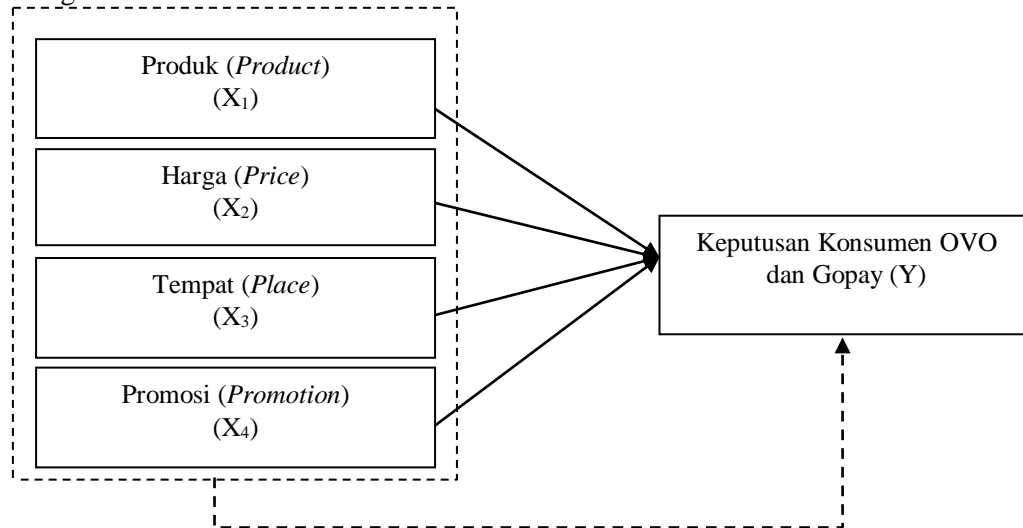 Produk (Product)
(X₁)
Harga (Price)
(X₂)
Tempat (Place)
(X₃)
Promosi (Promotion)
(X₄)
Keputusan Konsumen OVO
dan Gopay (Y)